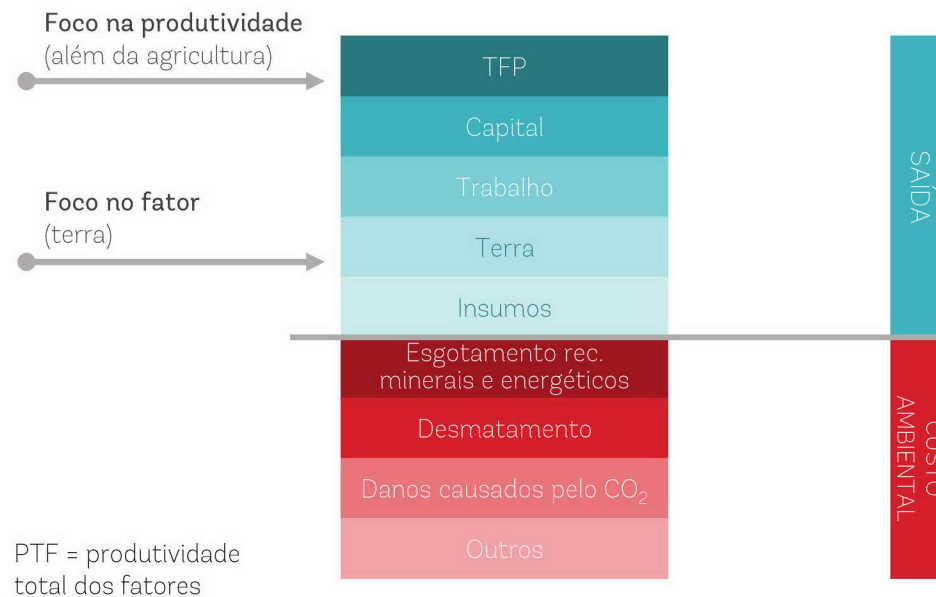 Foco na produtividade
(além da agricultura)
TFP
Capital
Trabalho
Foco no fator
(terra)
Terra
Insumos
SAÍDA
Esgotamento rec.
minerais e energéticos
Desmatamento
Danos causados pelo CO₂
Outros
CUSTO
AMBIENTAL
PTF = produtividade
total dos fatores